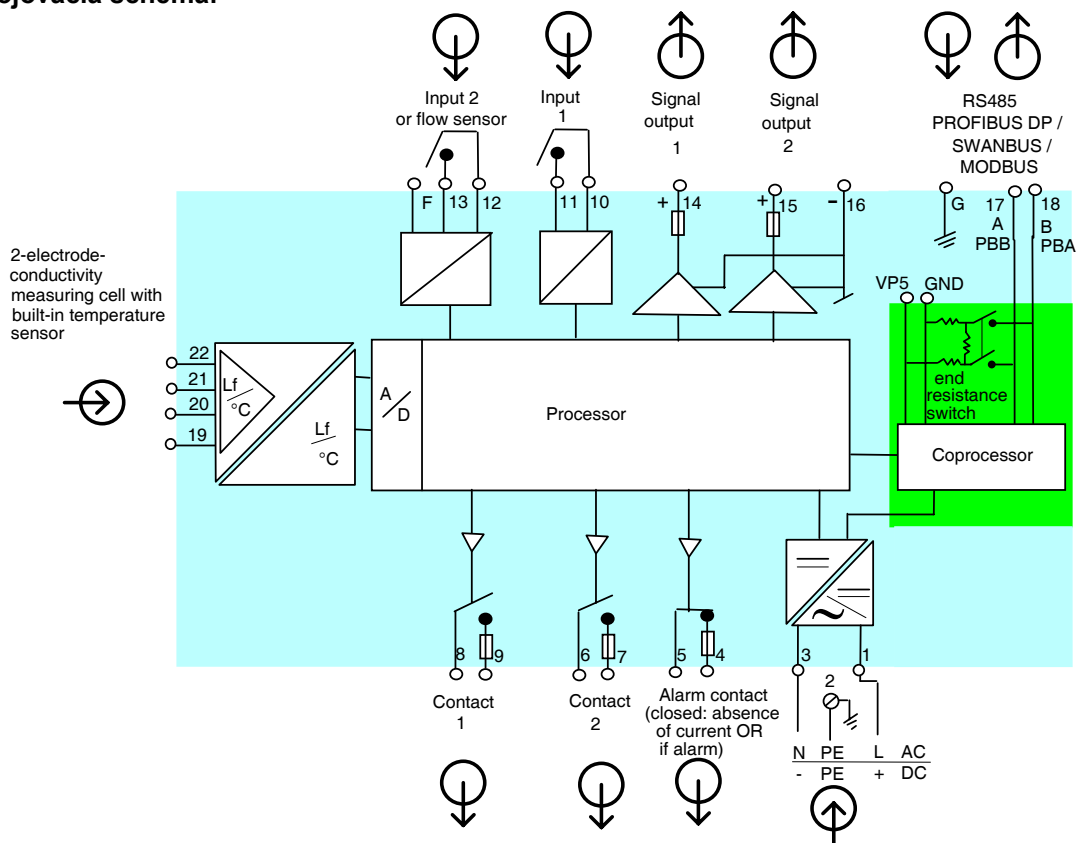 Input 2
or flow sensor
Input
1
Signal
output
1
Signal
output
2
RS485
PROFIBUS DP /
SWANBUS /
MODBUS
F 13 12
11 10
+ 14
+ 15
- 16
G
17
A
PBB
18
B
PBA
2-electrode-
conductivity
measuring cell with
built-in temperature
sensor
VP5 GND
22
21
20
19
Lf
°C
Lf
°C
A
D
Processor
end
resistance
switch
Coprocessor
8 9
6 7
5 4
3 1
2
Contact
1
Contact
2
Alarm contact
(closed: absence
of current OR
if alarm)
N PE L AC
- PE + DC